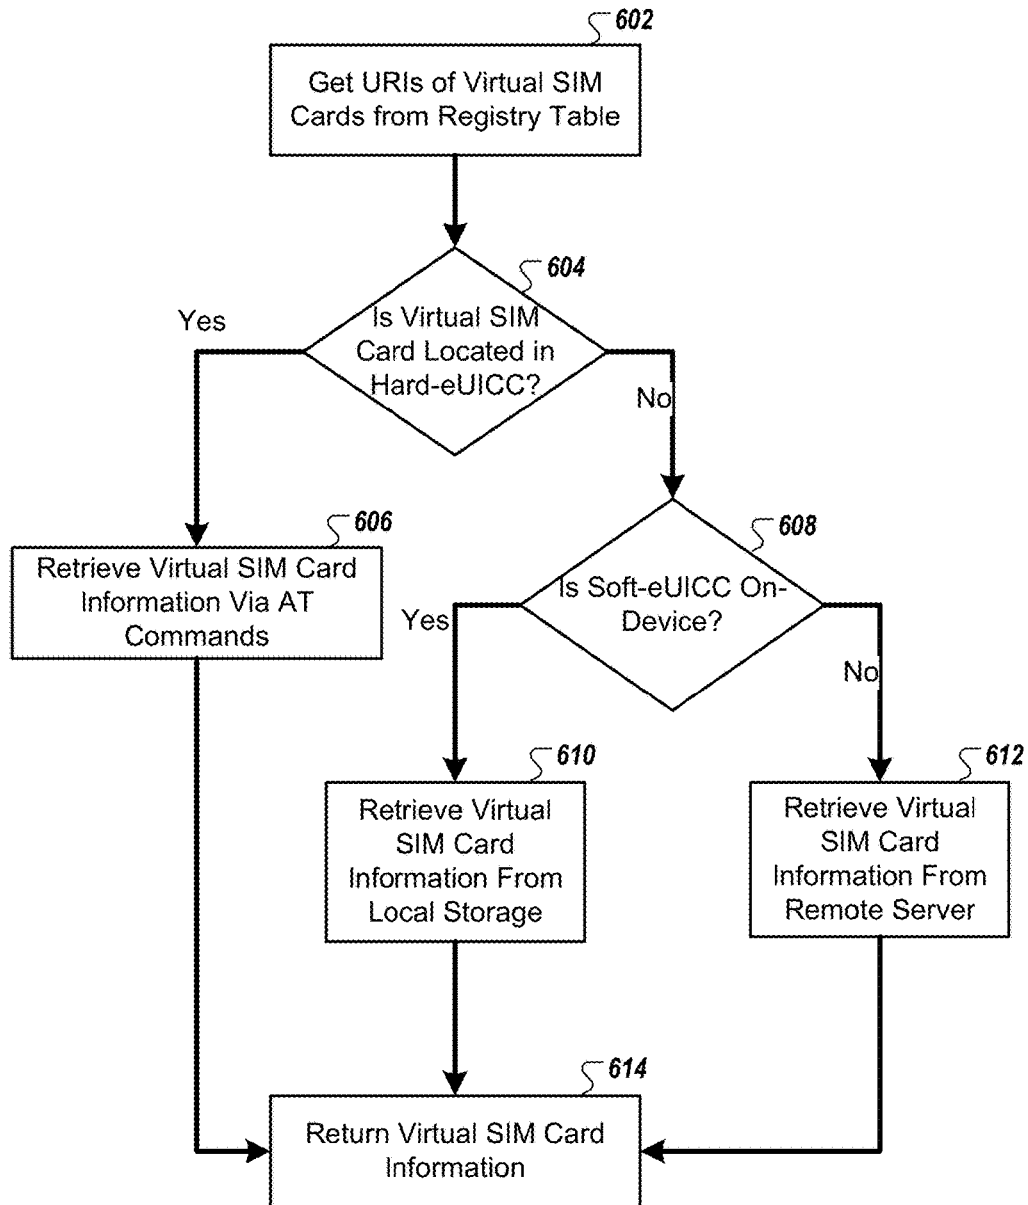 602
Get URIs of Virtual SIM
Cards from Registry Table
604
Is Virtual SIM
Card Located in
Hard-eUICC?
Yes
No
606
Retrieve Virtual SIM Card
Information Via AT
Commands
608
Is Soft-eUICC On-
Device?
Yes
No
610
Retrieve Virtual
SIM Card
Information From
Local Storage
612
Retrieve Virtual
SIM Card
Information From
Remote Server
614
Return Virtual SIM Card
Information